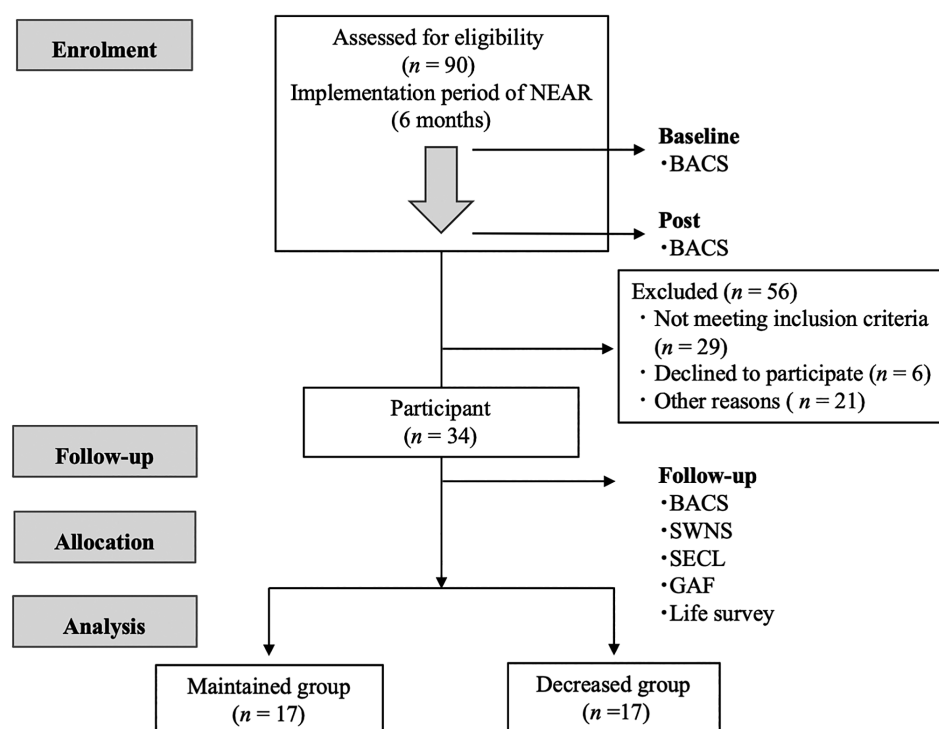 Enrolment
Assessed for eligibility
(n = 90)
Implementation period of NEAR
(6 months)
Baseline
・BACS
Post
・BACS
Excluded (n = 56)
・Not meeting inclusion criteria
(n = 29)
・Declined to participate (n = 6)
・Other reasons ( n = 21)
Participant
(n = 34)
Follow-up
Follow-up
・BACS
・SWNS
・SECL
・GAF
・Life survey
Allocation
Analysis
Maintained group
(n = 17)
Decreased group
(n =17)